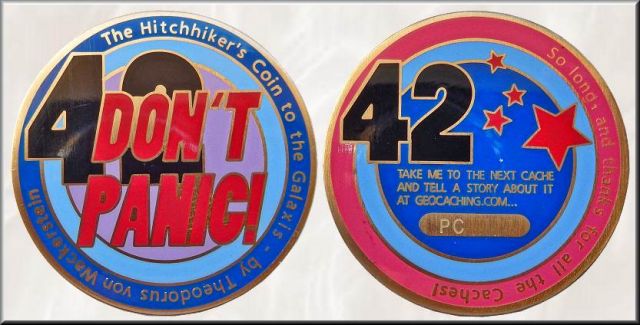 The Hitchhiker's Coin to the Galaxis - by Theodorus von Wackerstein
42
DON'T
PANIC!
So long, and thanks for all the Caches!
42
TAKE ME TO THE NEXT CACHE
AND TELL A STORY ABOUT IT
AT GEOCACHING.COM...
PC